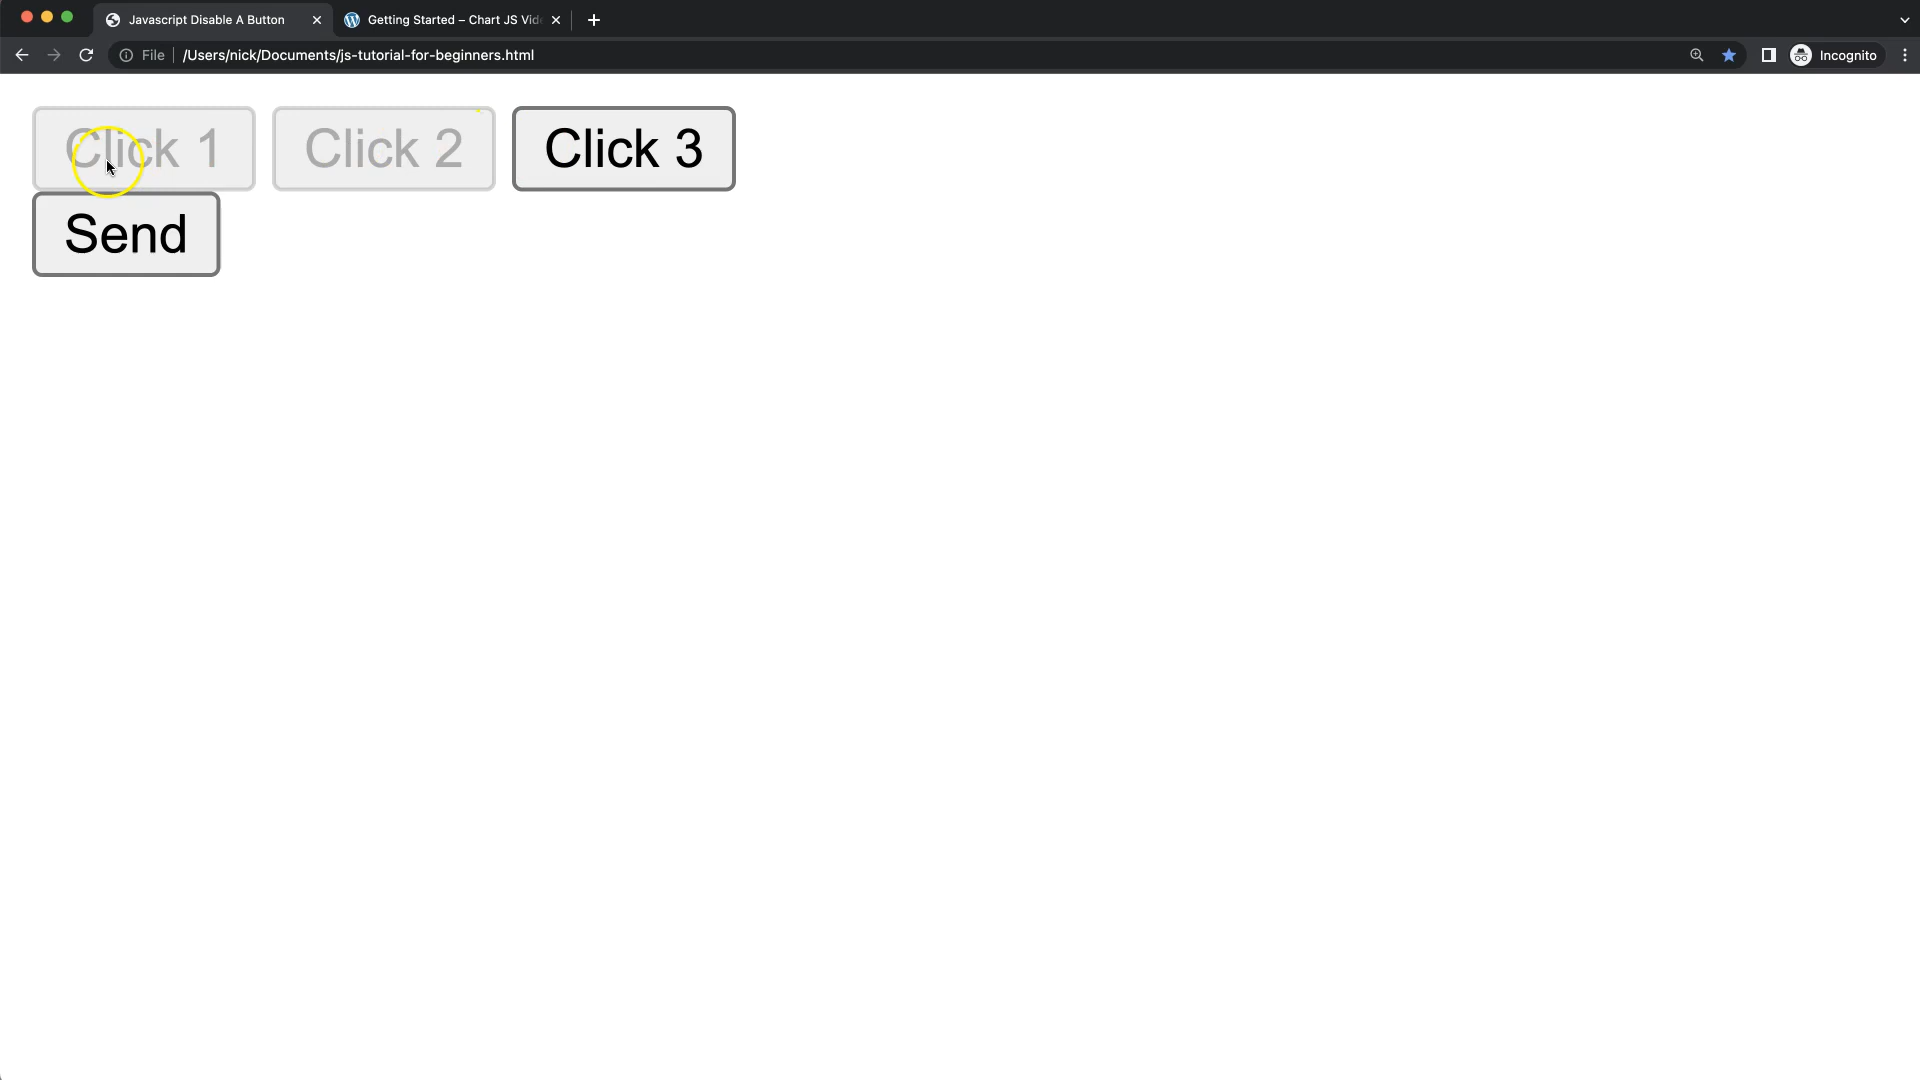 Javascript Disable A Button
Getting Started – Chart JS Vid
File
/Users/nick/Documents/js-tutorial-for-beginners.html
Incognito
Click 1
Click 2
Click 3
Send